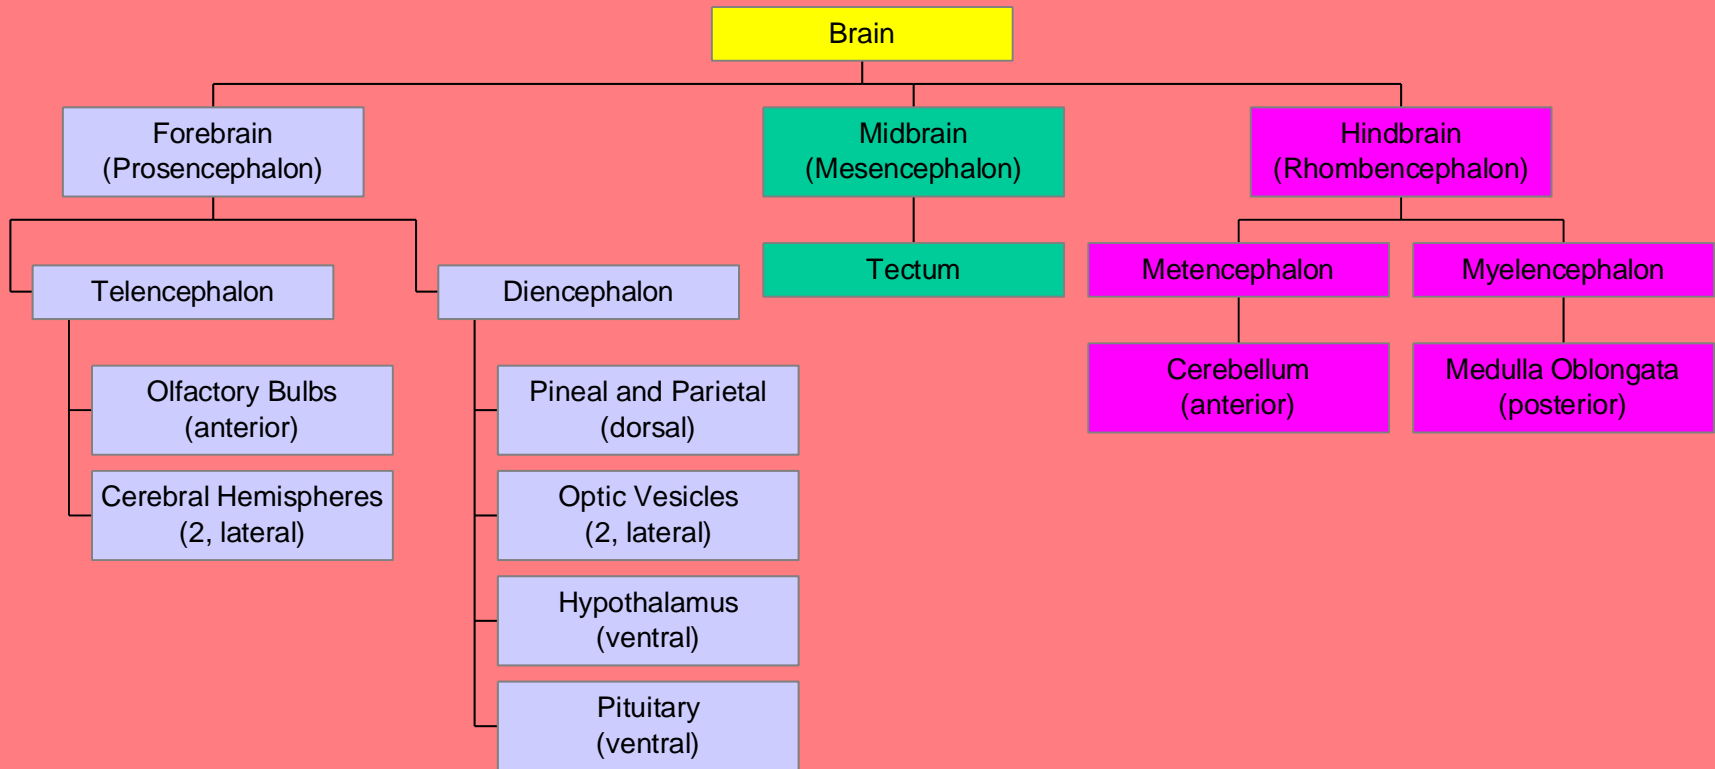 Brain
Forebrain
(Prosencephalon)
Midbrain
(Mesencephalon)
Hindbrain
(Rhombencephalon)
Telencephalon
Diencephalon
Tectum
Metencephalon
Myelencephalon
Olfactory Bulbs
(anterior)
Cerebral Hemispheres
(2, lateral)
Pineal and Parietal
(dorsal)
Optic Vesicles
(2, lateral)
Hypothalamus
(ventral)
Pituitary
(ventral)
Cerebellum
(anterior)
Medulla Oblongata
(posterior)